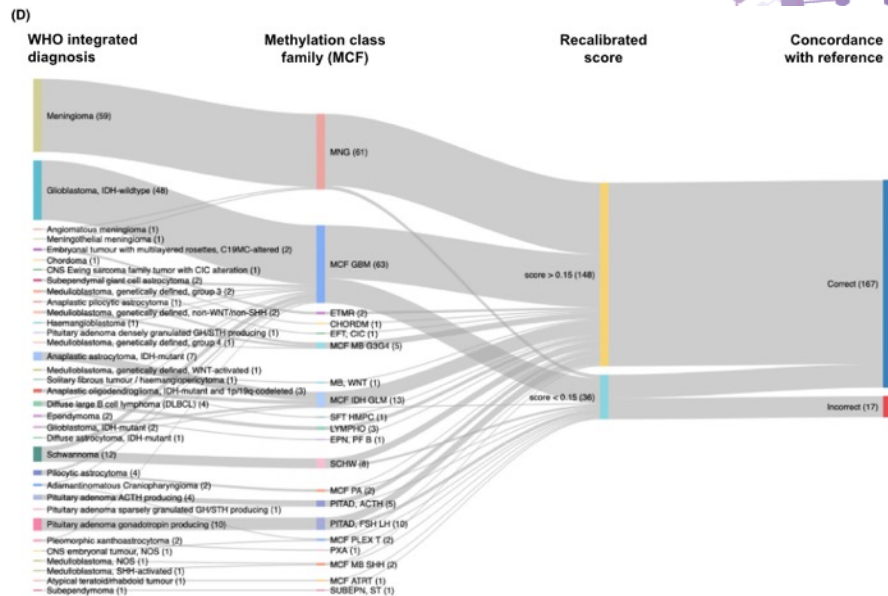 (D)
WHO integrated diagnosis
Methylation class family (MCF)
Recalibrated score
Concordance with reference
Meningioma (59)
Glioblastoma, IDH-wildtype (48)
Angiomatous meningioma (1)
Meningothelial meningioma (1)
Embryonal tumour with multilayered rosettes, C19MC-altered (2)
Chordoma (1)
CNS Ewing sarcoma family tumor with CIC alteration (1)
Subependymal giant cell astrocytoma (2)
Medulloblastoma, genetically defined, group 3 (2)
Anaplastic pilocytic astrocytoma (1)
Medulloblastoma, genetically defined, non-WNT/non-SHH (2)
Haemangioblastoma (1)
Pituitary adenoma densely granulated GH/STH producing (1)
Medulloblastoma, genetically defined, group 4 (1)
Anaplastic astrocytoma, IDH-mutant (7)
Medulloblastoma, genetically defined, WNT-activated (1)
Solitary fibrous tumour / haemangiopericytoma (1)
Anaplastic oligodendroglioma, IDH-mutant and 1p/19q-codeleted (3)
Diffuse large B cell lymphoma (DLBCL) (4)
Ependymoma (2)
Glioblastoma, IDH-mutant (2)
Diffuse astrocytoma, IDH-mutant (1)
Schwannoma (12)
Pilocytic astrocytoma (4)
Adamantinomatous Craniopharyngioma (2)
Pituitary adenoma ACTH producing (4)
Pituitary adenoma sparsely granulated GH/STH producing (1)
Pituitary adenoma gonadotropin producing (10)
Pleomorphic xanthoastrocytoma (2)
CNS embryonal tumour, NOS (1)
Medulloblastoma, NOS (1)
Medulloblastoma, SHH-activated (1)
Atypical teratoid/rhabdoid tumour (1)
Subependymoma (1)
MNG (61)
MCF GBM (63)
ETMR (2)
CHORDM (1)
EFT, CIC (1)
MCF MB G3G4 (5)
MB, WNT (1)
MCF IDH GLM (13)
SFT HMPC (1)
LYMPHO (3)
EPN, PF B (1)
SCHW (8)
MCF PA (2)
PITAD, ACTH (5)
PITAD, FSH LH (10)
MCF PLEX T (2)
PXA (1)
MCF MB SHH (2)
MCF ATRT (1)
SUBEPN, ST (1)
score > 0.15 (148)
score < 0.15 (36)
Correct (167)
Incorrect (17)